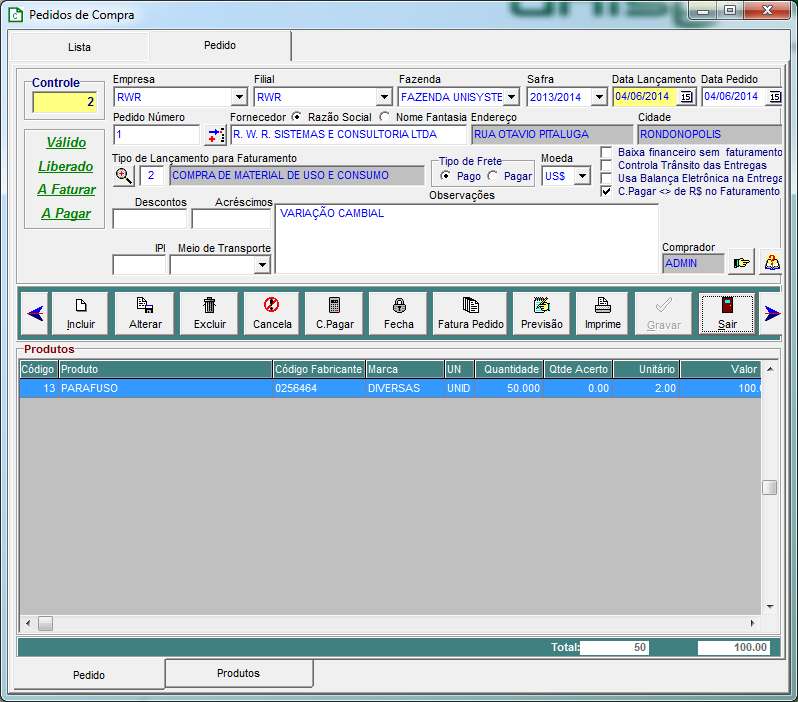 Pedidos de Compra
Lista
Pedido
Controle
2
Empresa
RWR
Filial
RWR
Fazenda
FAZENDA UNISYSTE
Safra
2013/2014
Data Lançamento
04/06/2014
15
Data Pedido
04/06/2014
15
Válido
Liberado
A Faturar
A Pagar
Pedido Número
1
Fornecedor
Razão Social
Nome Fantasia
R. W. R. SISTEMAS E CONSULTORIA LTDA
Endereço
RUA OTAVIO PITALUGA
Cidade
RONDONOPOLIS
Tipo de Lançamento para Faturamento
2
COMPRA DE MATERIAL DE USO E CONSUMO
Tipo de Frete
Pago
Pagar
Moeda
US$
Baixa financeiro sem faturamento
Controla Trânsito das Entregas
Usa Balança Eletrônica na Entrega
C.Pagar <> de R$ no Faturamento
Descontos
Acréscimos
Observações
VARIAÇÃO CAMBIAL
IPI
Meio de Transporte
Comprador
ADMIN
Incluir
Alterar
Excluir
Cancela
C.Pagar
Fecha
Fatura Pedido
Previsão
Imprime
Gravar
Sair
Produtos
Código Produto Código Fabricante Marca UN Quantidade Qtde Acerto Unitário Valor
13 PARAFUSO 0256464 DIVERSAS UNID 50.000 0.00 2.00 100.
Total: 50 100.00
Pedido
Produtos